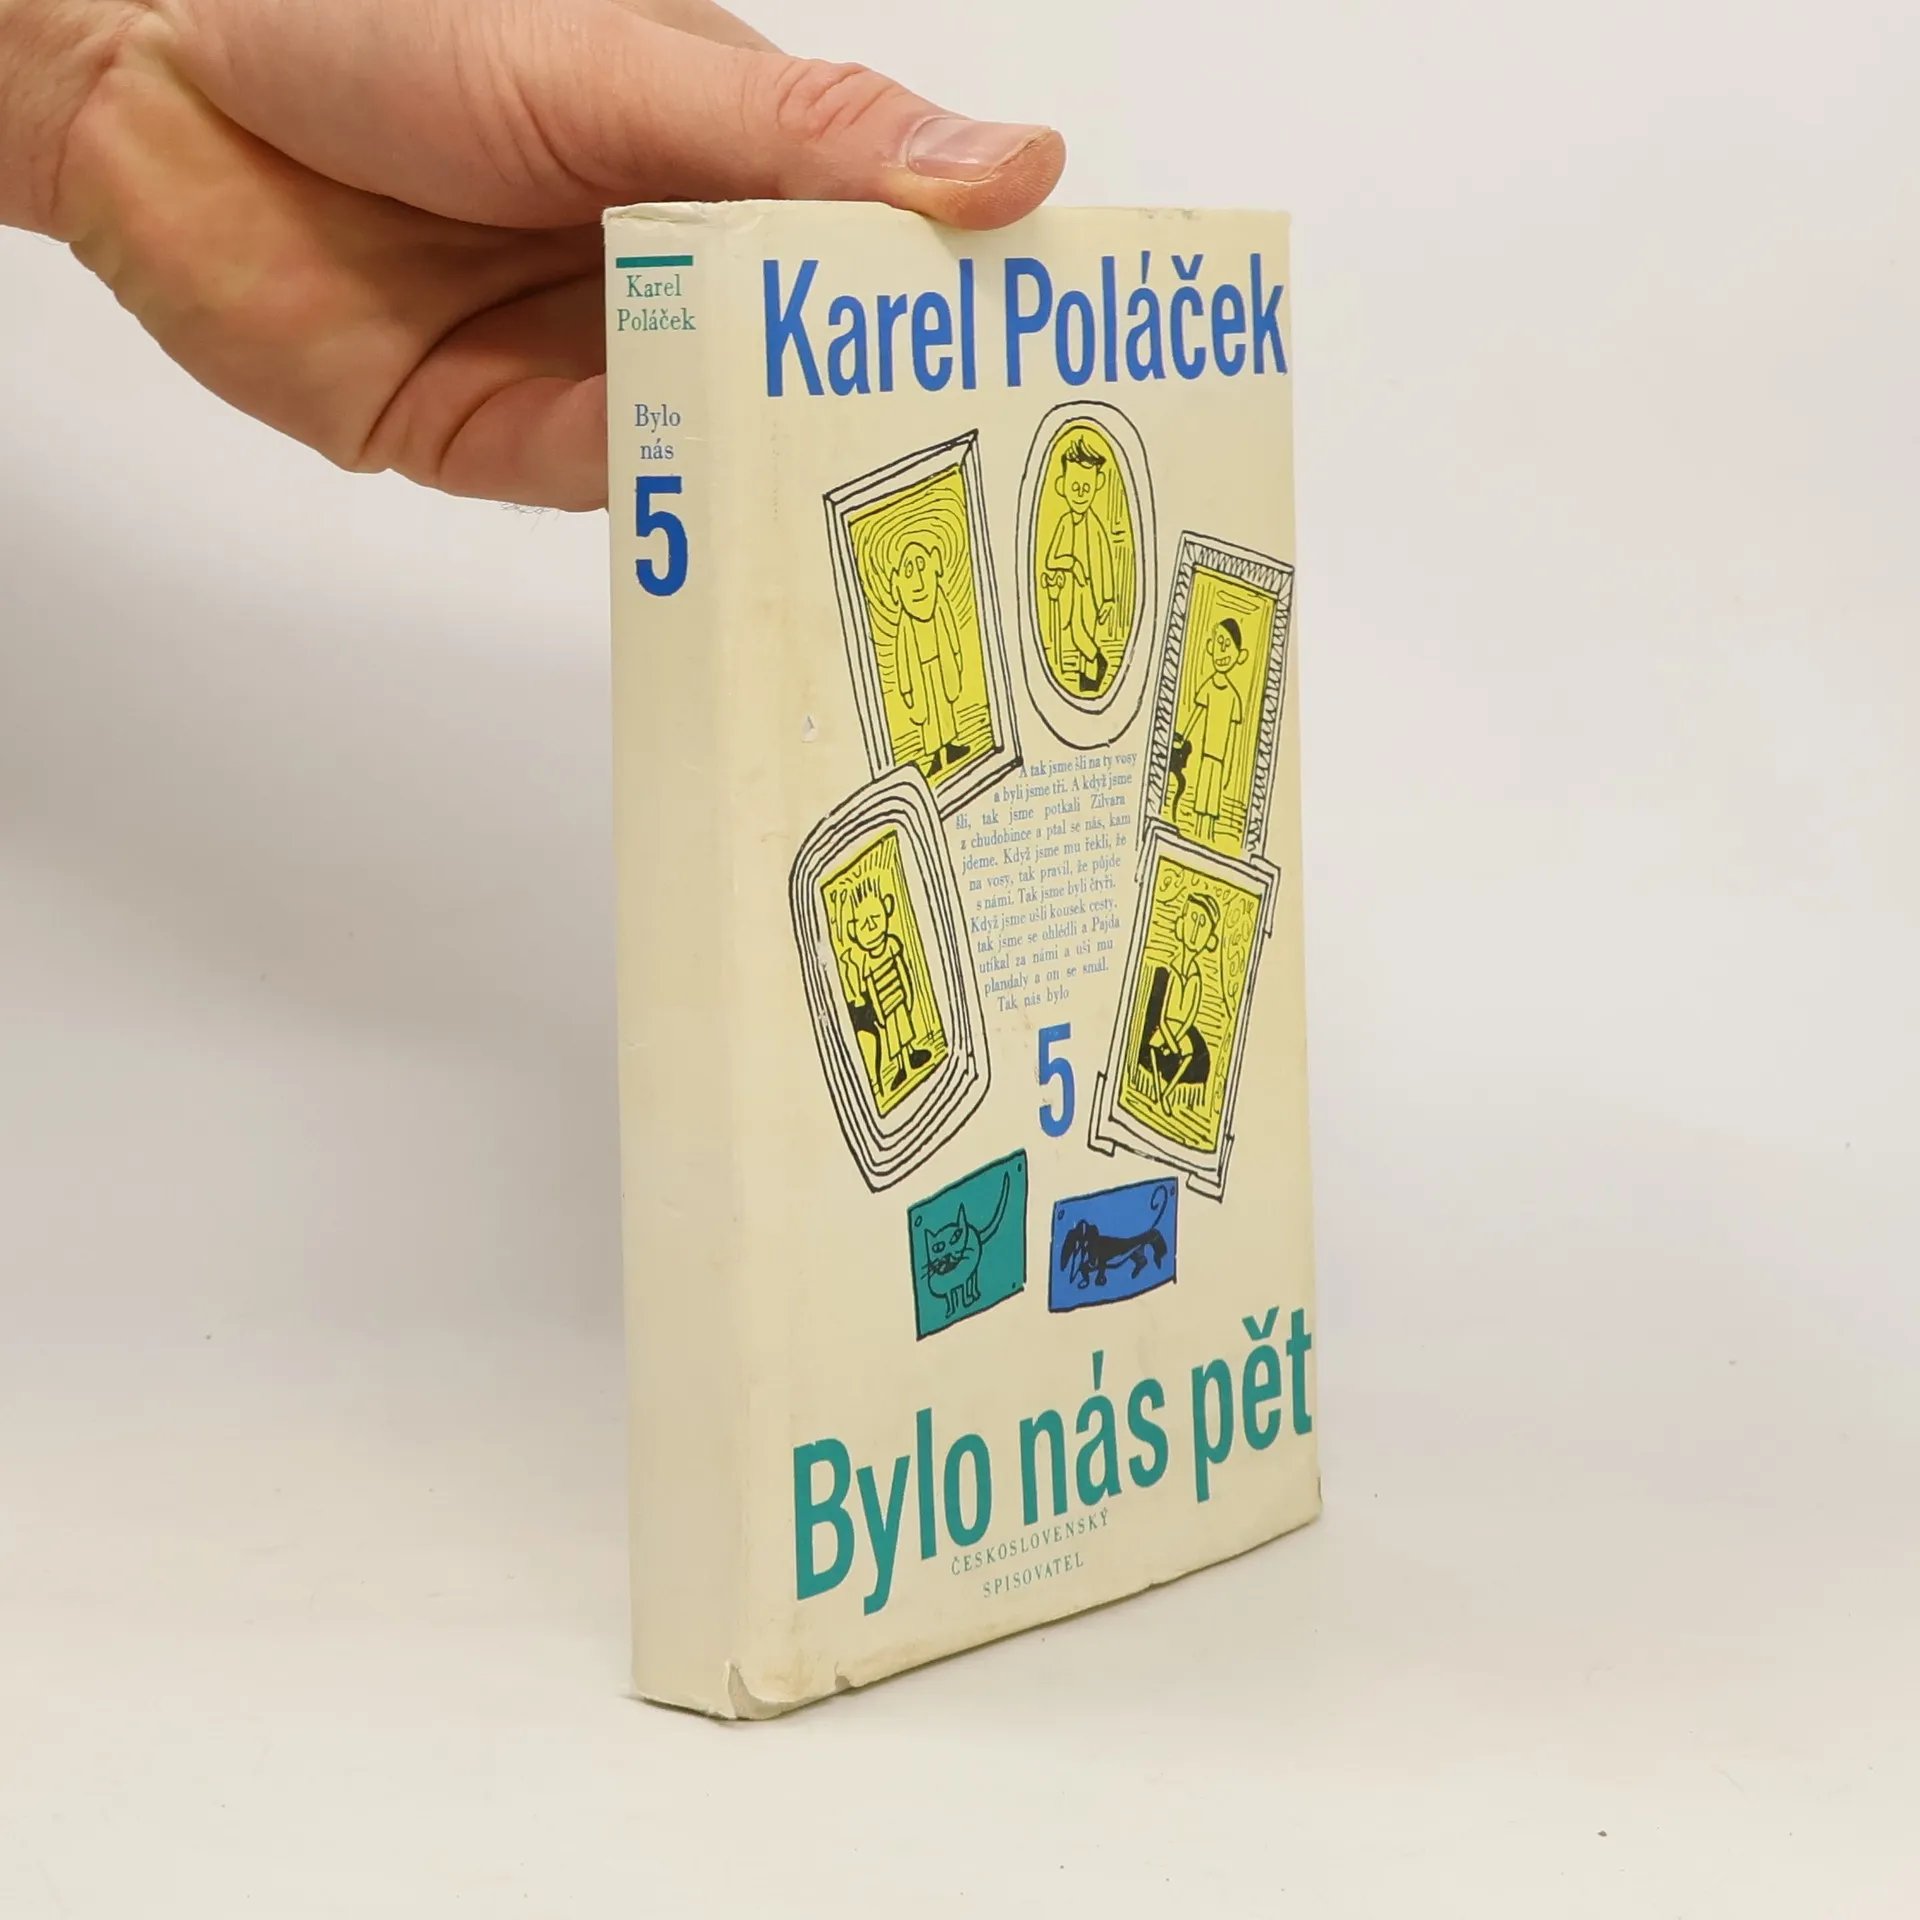 Karel
Poláček
Bylo
nás
5
Karel Poláček
A tak jsme šli na ty vosy
a byli jsme tři. A když jsme
šli, tak jsme potkali Zilvara
z chudobince a ptal se nás, kam
jdeme. Když jsme mu řekli, že
na vosy, tak pravil, že půjde
s námi. Tak jsme byli čtyři.
Když jsme ušli kousek cesty,
tak jsme se ohlédli a Pajda
utíkal za námi a uši mu
plandaly a on se smál.
Tak nás bylo
5
Bylo nás pět
ČESKOSLOVENSKÝ
SPISOVATEL